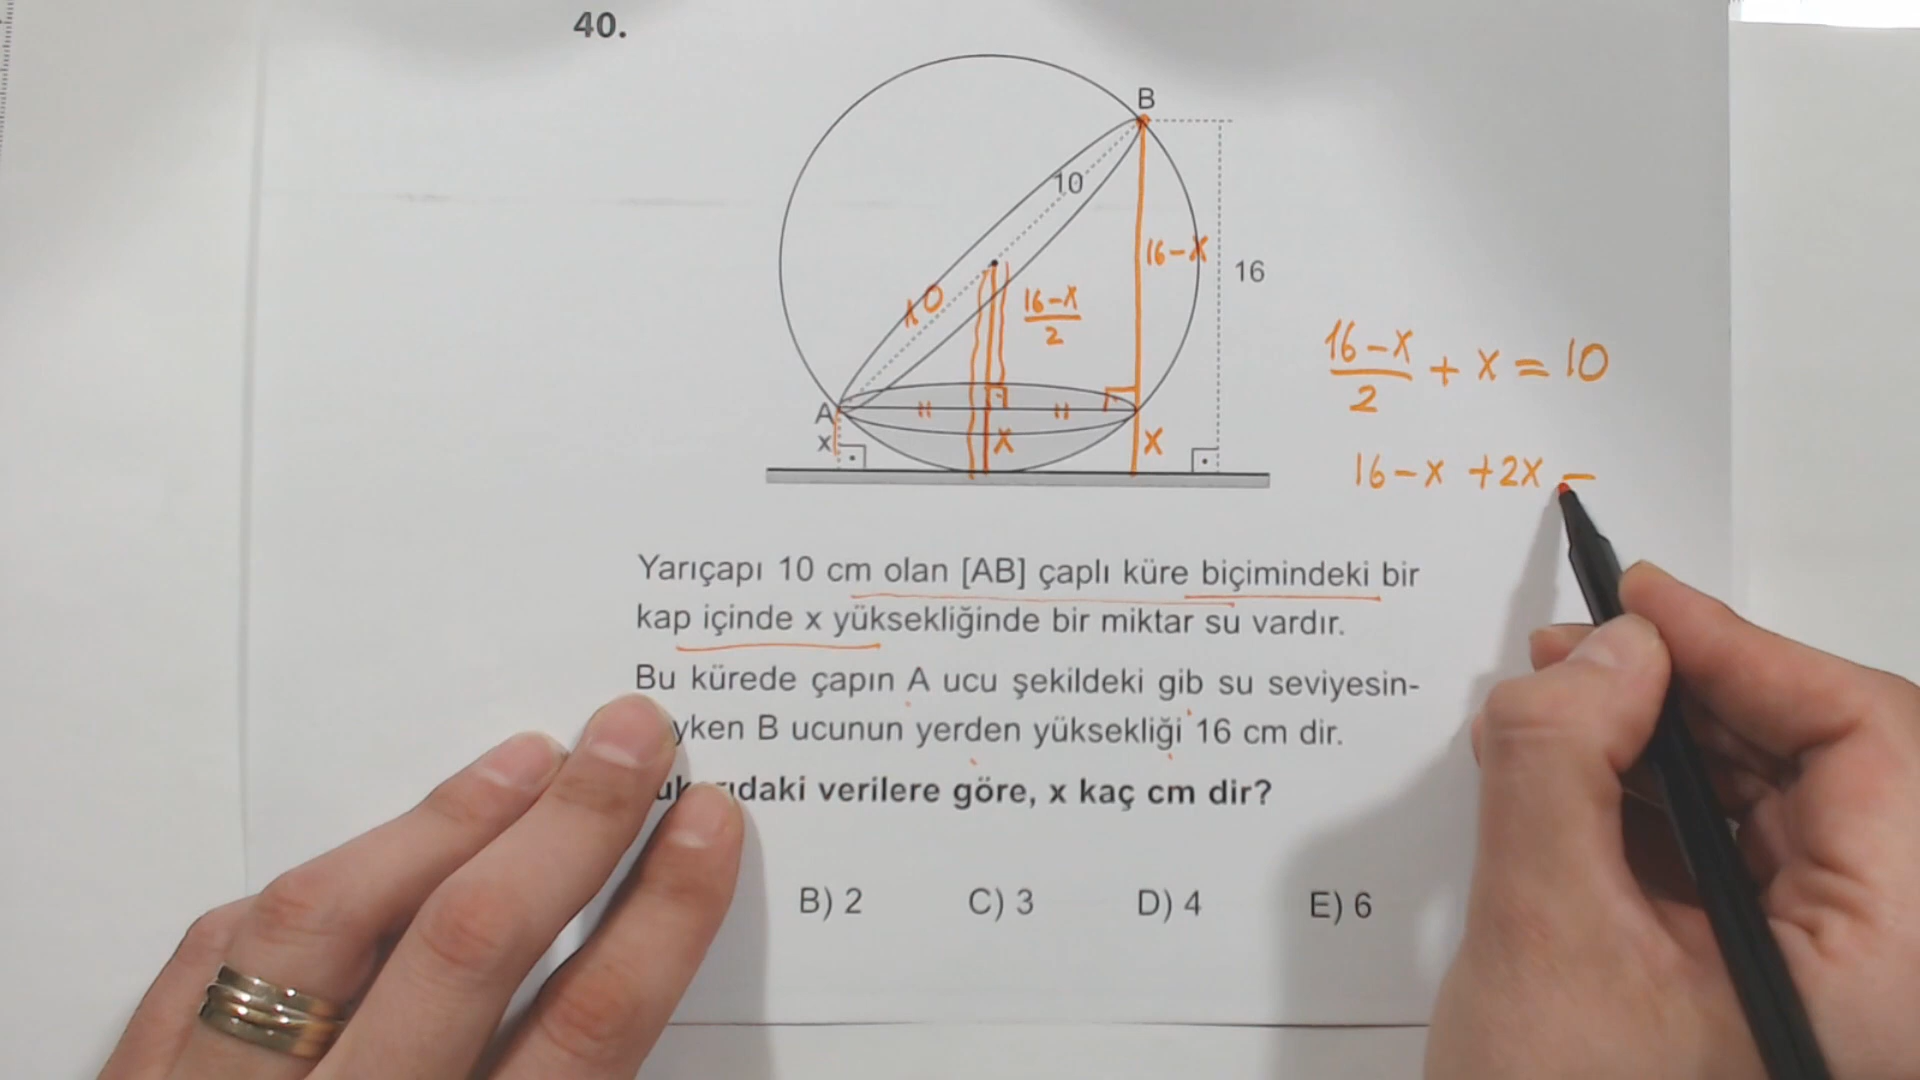 40.
B
10
16-x
16
10
16-x
2
16-x
2
+ x = 10
A
x
x
x
16-x +2x =
Yarıçapı 10 cm olan [AB] çaplı küre biçimindeki bir
kap içinde x yüksekliğinde bir miktar su vardır.
Bu kürede çapın A ucu şekildeki gib su seviyesin-
yken B ucunun yerden yüksekliği 16 cm dir.
ıdaki verilere göre, x kaç cm dir?
B) 2 C) 3 D) 4 E) 6